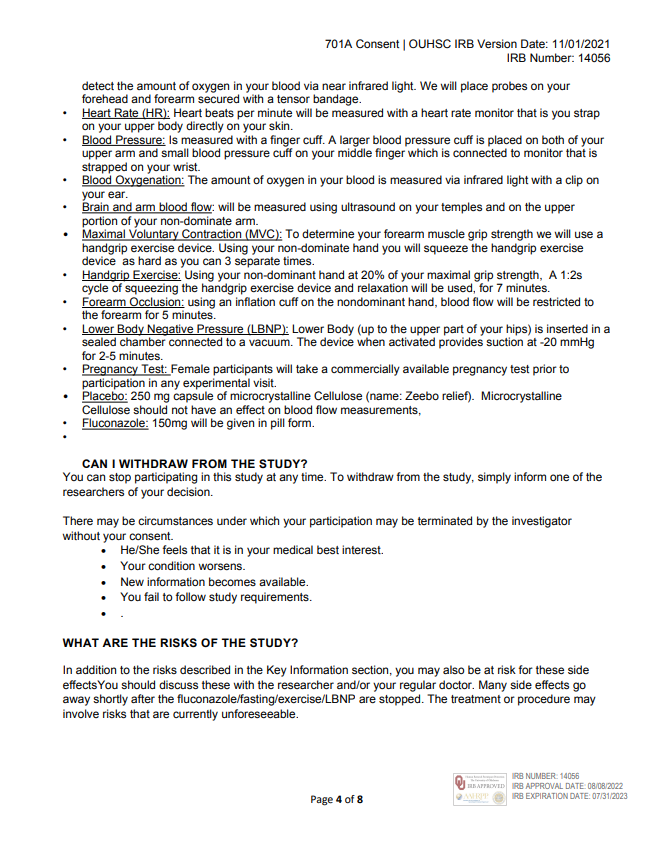 701A Consent | OUHSC IRB Version Date: 11/01/2021
IRB Number: 14056
detect the amount of oxygen in your blood via near infrared light. We will place probes on your
forehead and forearm secured with a tensor bandage.
• Heart Rate (HR): Heart beats per minute will be measured with a heart rate monitor that is you strap
on your upper body directly on your skin.
• Blood Pressure: Is measured with a finger cuff. A larger blood pressure cuff is placed on both of your
upper arm and small blood pressure cuff on your middle finger which is connected to monitor that is
strapped on your wrist.
• Blood Oxygenation: The amount of oxygen in your blood is measured via infrared light with a clip on
your ear.
• Brain and arm blood flow: will be measured using ultrasound on your temples and on the upper
portion of your non-dominate arm.
• Maximal Voluntary Contraction (MVC): To determine your forearm muscle grip strength we will use a
handgrip exercise device. Using your non-dominate hand you will squeeze the handgrip exercise
device as hard as you can 3 separate times.
• Handgrip Exercise: Using your non-dominant hand at 20% of your maximal grip strength, A 1:2s
cycle of squeezing the handgrip exercise device and relaxation will be used, for 7 minutes.
• Forearm Occlusion: using an inflation cuff on the nondominant hand, blood flow will be restricted to
the forearm for 5 minutes.
• Lower Body Negative Pressure (LBNP): Lower Body (up to the upper part of your hips) is inserted in a
sealed chamber connected to a vacuum. The device when activated provides suction at -20 mmHg
for 2-5 minutes.
• Pregnancy Test: Female participants will take a commercially available pregnancy test prior to
participation in any experimental visit.
• Placebo: 250 mg capsule of microcrystalline Cellulose (name: Zeebo relief). Microcrystalline
Cellulose should not have an effect on blood flow measurements,
• Fluconazole: 150mg will be given in pill form.
•
CAN I WITHDRAW FROM THE STUDY?
You can stop participating in this study at any time. To withdraw from the study, simply inform one of the
researchers of your decision.
There may be circumstances under which your participation may be terminated by the investigator
without your consent.
• He/She feels that it is in your medical best interest.
• Your condition worsens.
• New information becomes available.
• You fail to follow study requirements.
• .
WHAT ARE THE RISKS OF THE STUDY?
In addition to the risks described in the Key Information section, you may also be at risk for these side
effectsYou should discuss these with the researcher and/or your regular doctor. Many side effects go
away shortly after the fluconazole/fasting/exercise/LBNP are stopped. The treatment or procedure may
involve risks that are currently unforeseeable.
Page 4 of 8
IRB APPROVED
IRB NUMBER: 14056
IRB APPROVAL DATE: 08/08/2022
IRB EXPIRATION DATE: 07/31/2023